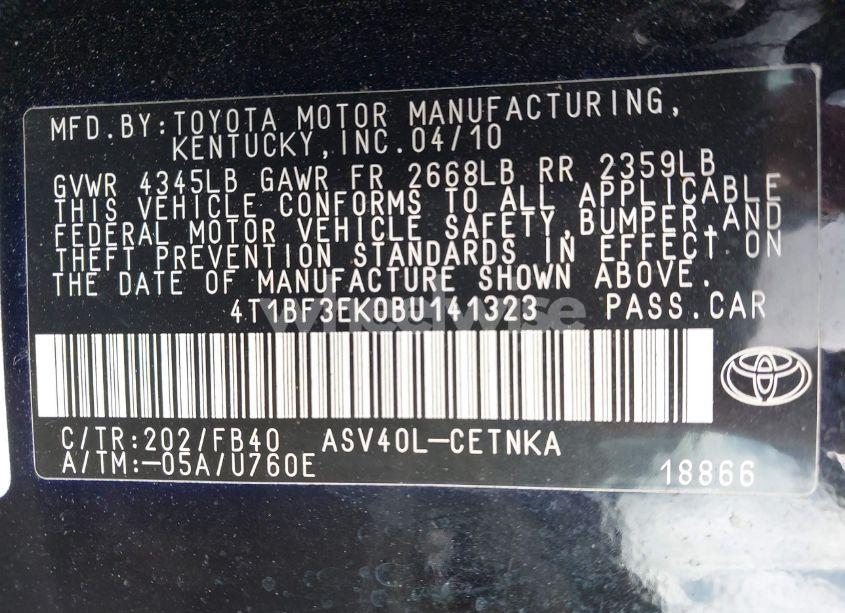 MFD.BY:TOYOTA MOTOR MANUFACTURING,
KENTUCKY,INC.04/10
GVWR 4345LB GAWR FR 2668LB RR 2359LB
THIS VEHICLE CONFORMS TO ALL APPLICABLE
FEDERAL MOTOR VEHICLE SAFETY,BUMPER,AND
THEFT PREVENTION STANDARDS IN EFFECT ON
THE DATE OF MANUFACTURE SHOWN ABOVE.
4T1BF3EK0BU141323 PASS.CAR
C/TR:202/FB40 ASV40L-CETNKA
A/TM:-05A/U760E 18866